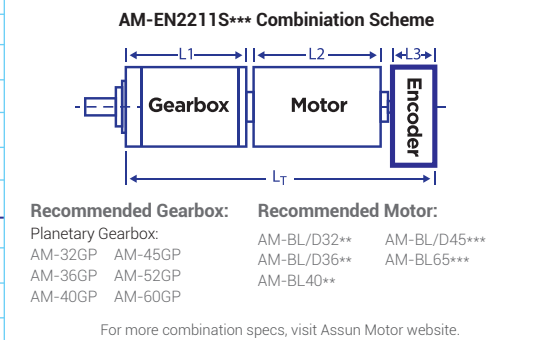 AM-EN2211S*** Combiniation Scheme
L1 L2 L3
Gearbox Motor Encoder
LT
Recommended Gearbox: Recommended Motor:
Planetary Gearbox:
AM-32GP AM-45GP AM-BL/D32** AM-BL/D45***
AM-36GP AM-52GP AM-BL/D36** AM-BL65***
AM-40GP AM-60GP AM-BL40**
For more combination specs, visit Assun Motor website.